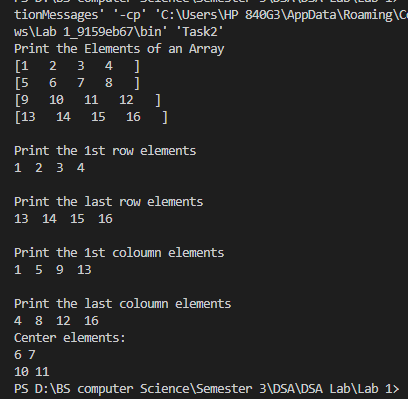 PS D:\BS computer Science\Semester 3\DSA\DSA Lab\Lab 1>
tionMessages' '-cp' 'C:\Users\HP 840G3\AppData\Roaming\Co
ws\Lab 1_9159eb67\bin' 'Task2'
Print the Elements of an Array
[1   2   3   4   ]
[5   6   7   8   ]
[9   10   11   12   ]
[13   14   15   16   ]
Print the 1st row elements
1  2  3  4
Print the last row elements
13  14  15  16
Print the 1st coloumn elements
1  5  9  13
Print the last coloumn elements
4  8  12  16
Center elements:
6 7
10 11
PS D:\BS computer Science\Semester 3\DSA\DSA Lab\Lab 1>